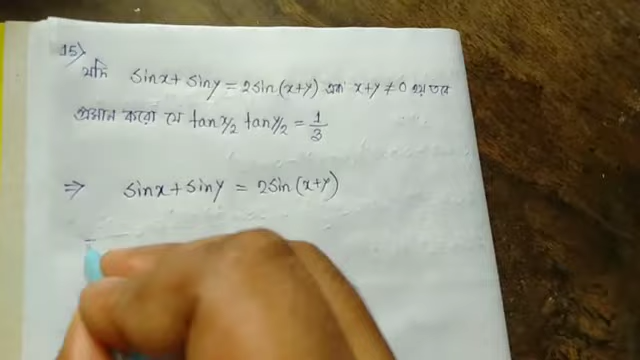 15)
যদি sinx + siny = 2sin(x+y) এবং x+y ≠ 0 হয় তবে
প্রমান করো যে tan x/2 tan y/2 = 1/3
⇒ sinx + siny = 2sin(x+y)